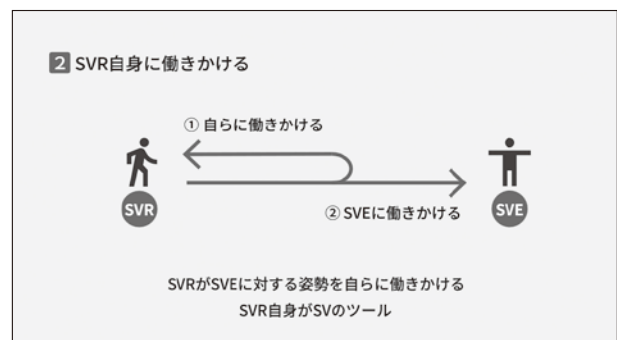 2 SVR自身に働きかける
① 自らに働きかける
SVR
② SVEに働きかける
SVE
SVRがSVEに対する姿勢を自らに働きかける
SVR自身がSVのツール